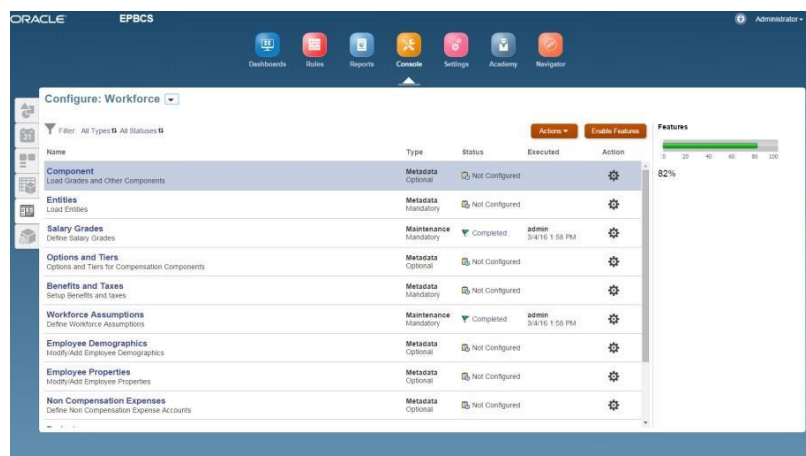 ORACLE EPBCS
Administrator
Dashboards Rules Reports Console Settings Academy Navigator
Configure: Workforce
Filter: All Types All Statuses
Actions Enable Features
Features
Name Type Status Executed Action
0 20 40 60 80 100
82%
Component Metadata Not Configured
Load Grades and Other Components Optional
Entities Metadata Not Configured
Load Entities Mandatory
Salary Grades Maintenance Completed admin
Define Salary Grades Mandatory 3/4/16 1:58 PM
Options and Tiers Metadata Not Configured
Options and Tiers for Compensation Components Optional
Benefits and Taxes Metadata Not Configured
Setup Benefits and taxes Mandatory
Workforce Assumptions Maintenance Completed admin
Define Workforce Assumptions Mandatory 3/4/16 1:58 PM
Employee Demographics Metadata Not Configured
Modify/Add Employee Demographics Optional
Employee Properties Metadata Not Configured
Modify/Add Employee Properties Optional
Non Compensation Expenses Metadata Not Configured
Define Non Compensation Expense Accounts Optional